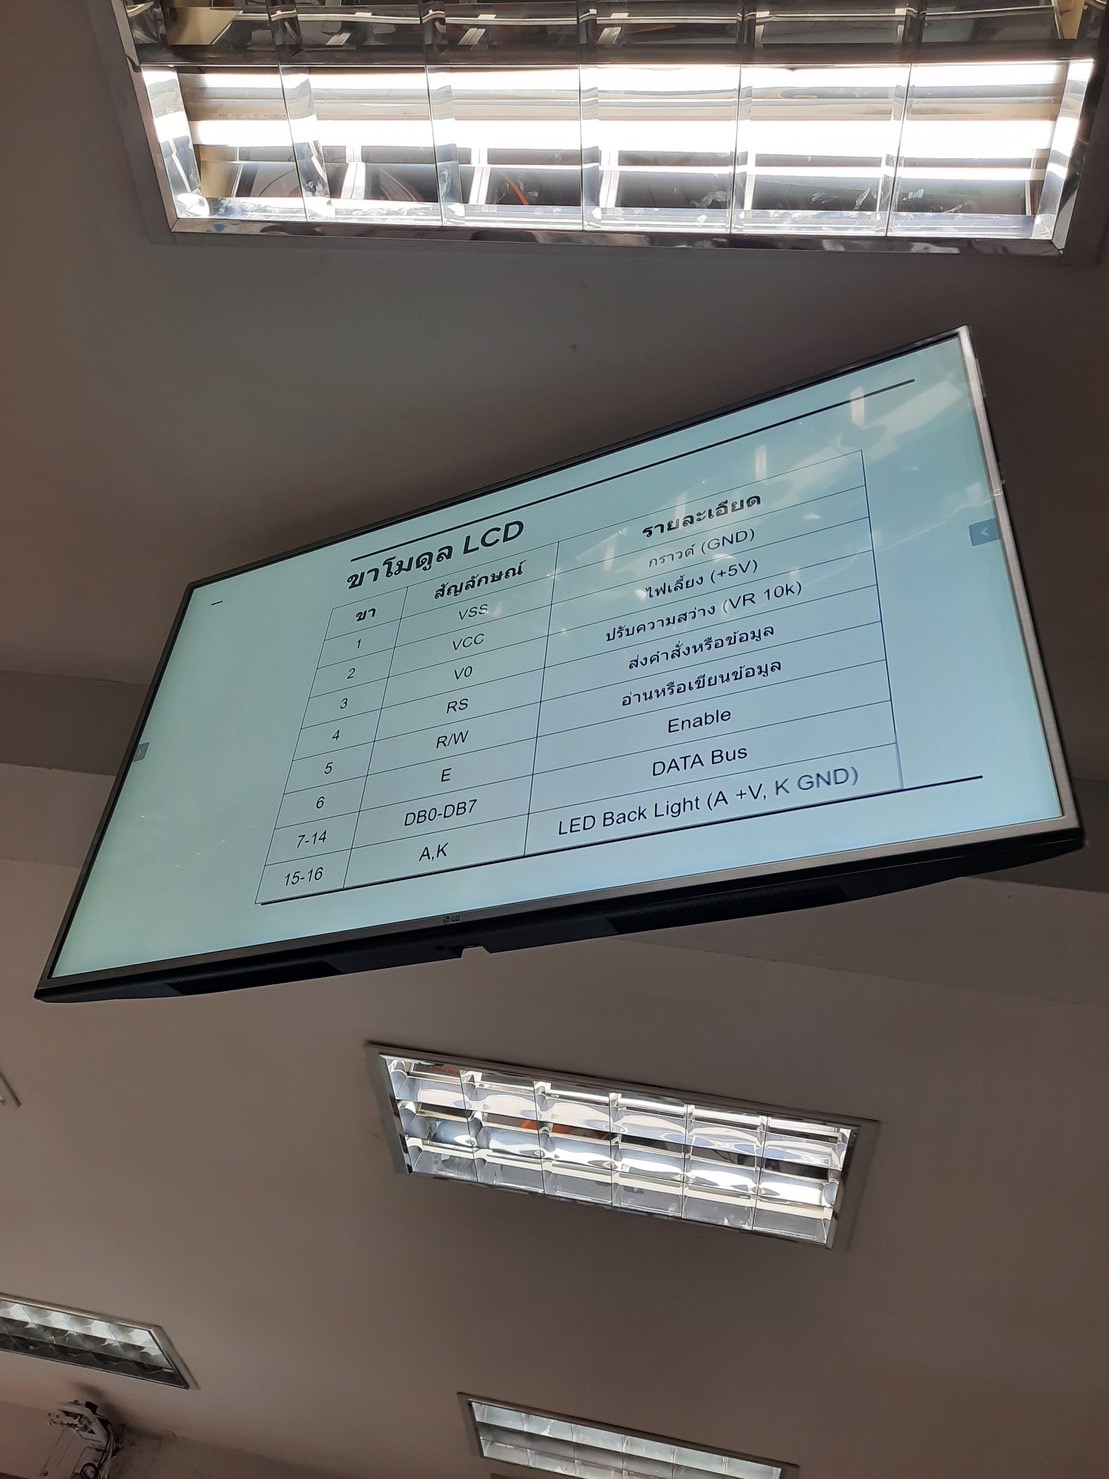 ขาโมดูล LCD
ขา สัญลักษณ์ รายละเอียด
1 VSS กราวด์ (GND)
2 VCC ไฟเลี้ยง (+5V)
3 V0 ปรับความสว่าง (VR 10k)
4 RS ส่งคำสั่งหรือข้อมูล
5 R/W อ่านหรือเขียนข้อมูล
6 E Enable
7-14 DB0-DB7 DATA Bus
15-16 A,K LED Back Light (A +V, K GND)
LG